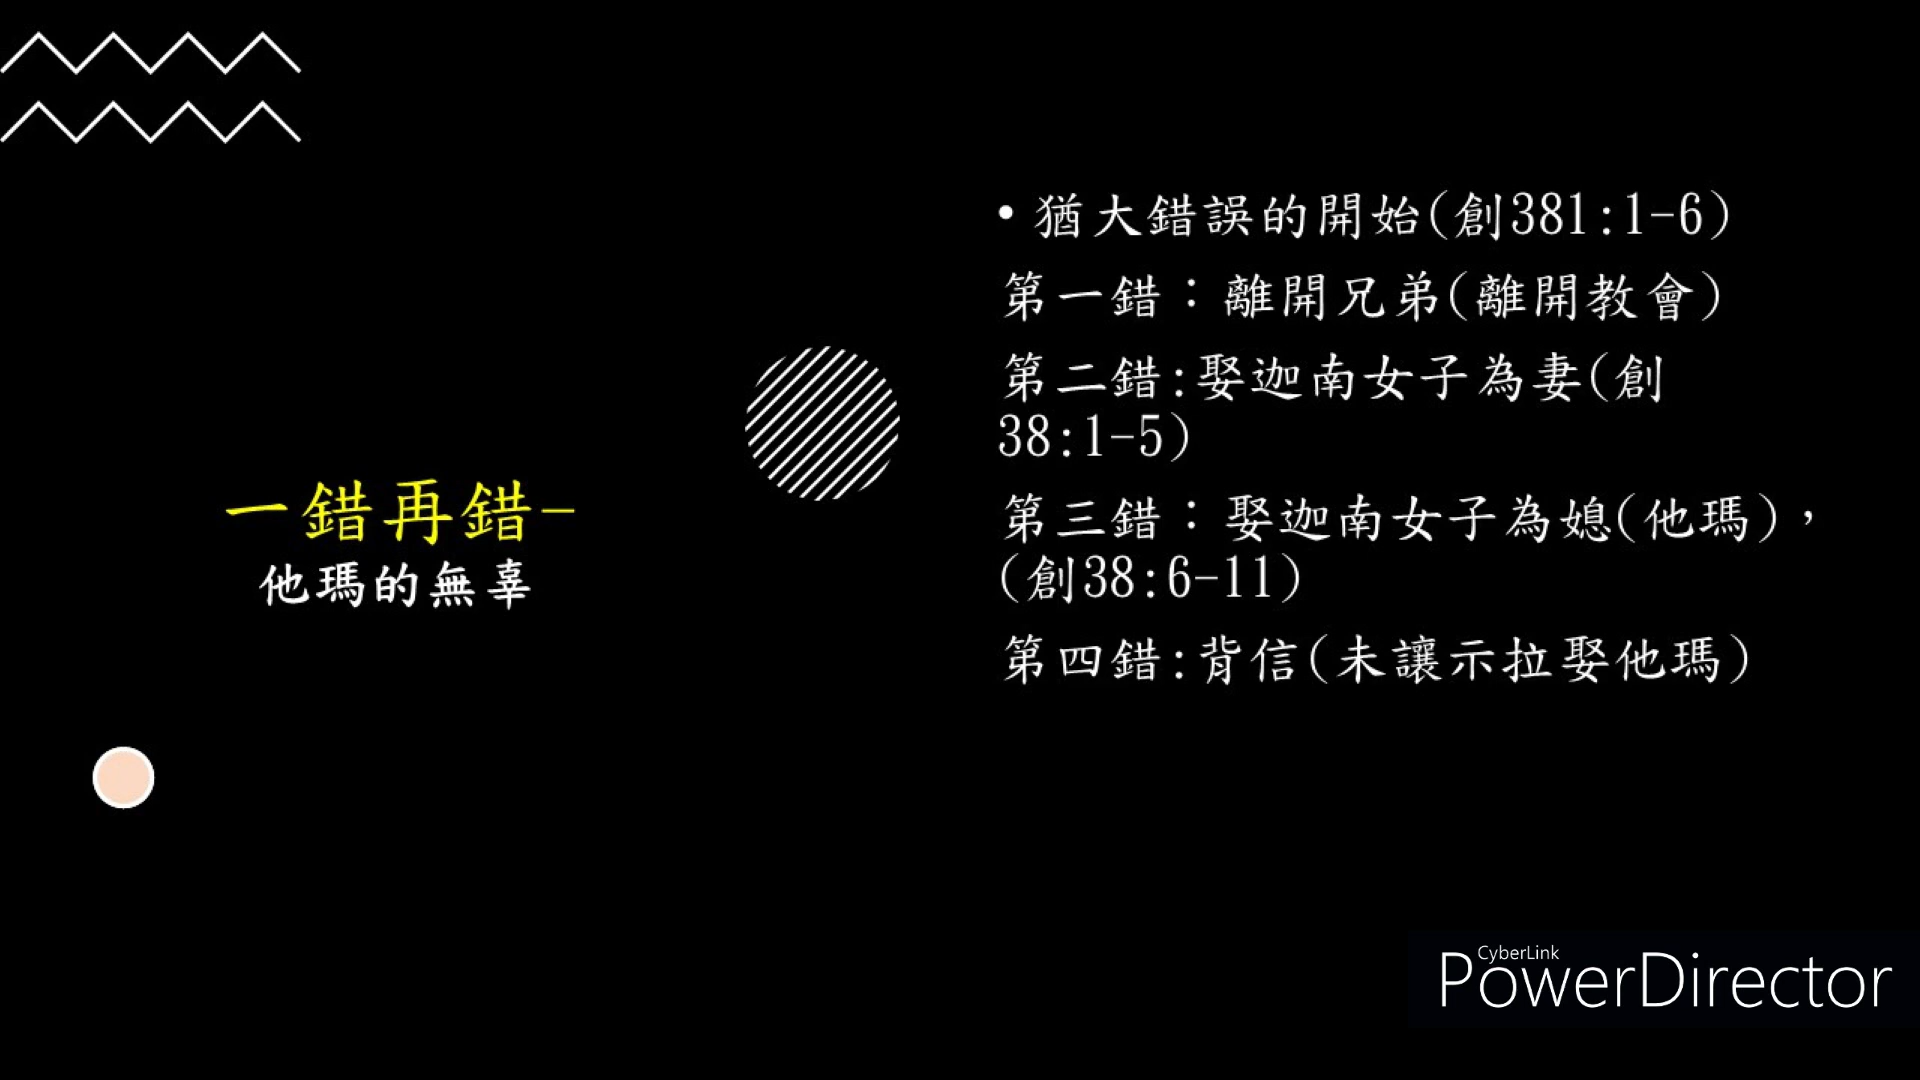 一錯再錯-
他瑪的無辜
• 猶大錯誤的開始(創381:1-6)
第一錯：離開兄弟(離開教會)
第二錯:娶迦南女子為妻(創
38:1-5)
第三錯：娶迦南女子為媳(他瑪)，
(創38:6-11)
第四錯:背信(未讓示拉娶他瑪)
CyberLink
PowerDirector